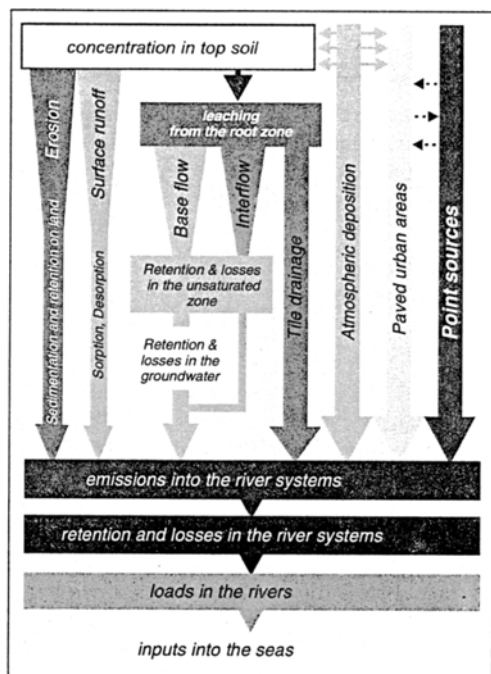 concentration in top soil
Erosion
Sedimentation and retention on land
Surface runoff
Sorption, Desorption
leaching
from the root zone
Base flow
Interflow
Retention & losses
in the unsaturated
zone
Retention &
losses in the
groundwater
Tile drainage
Atmospheric deposition
Paved urban areas
Point sources
emissions into the river systems
retention and losses in the river systems
loads in the rivers
inputs into the seas